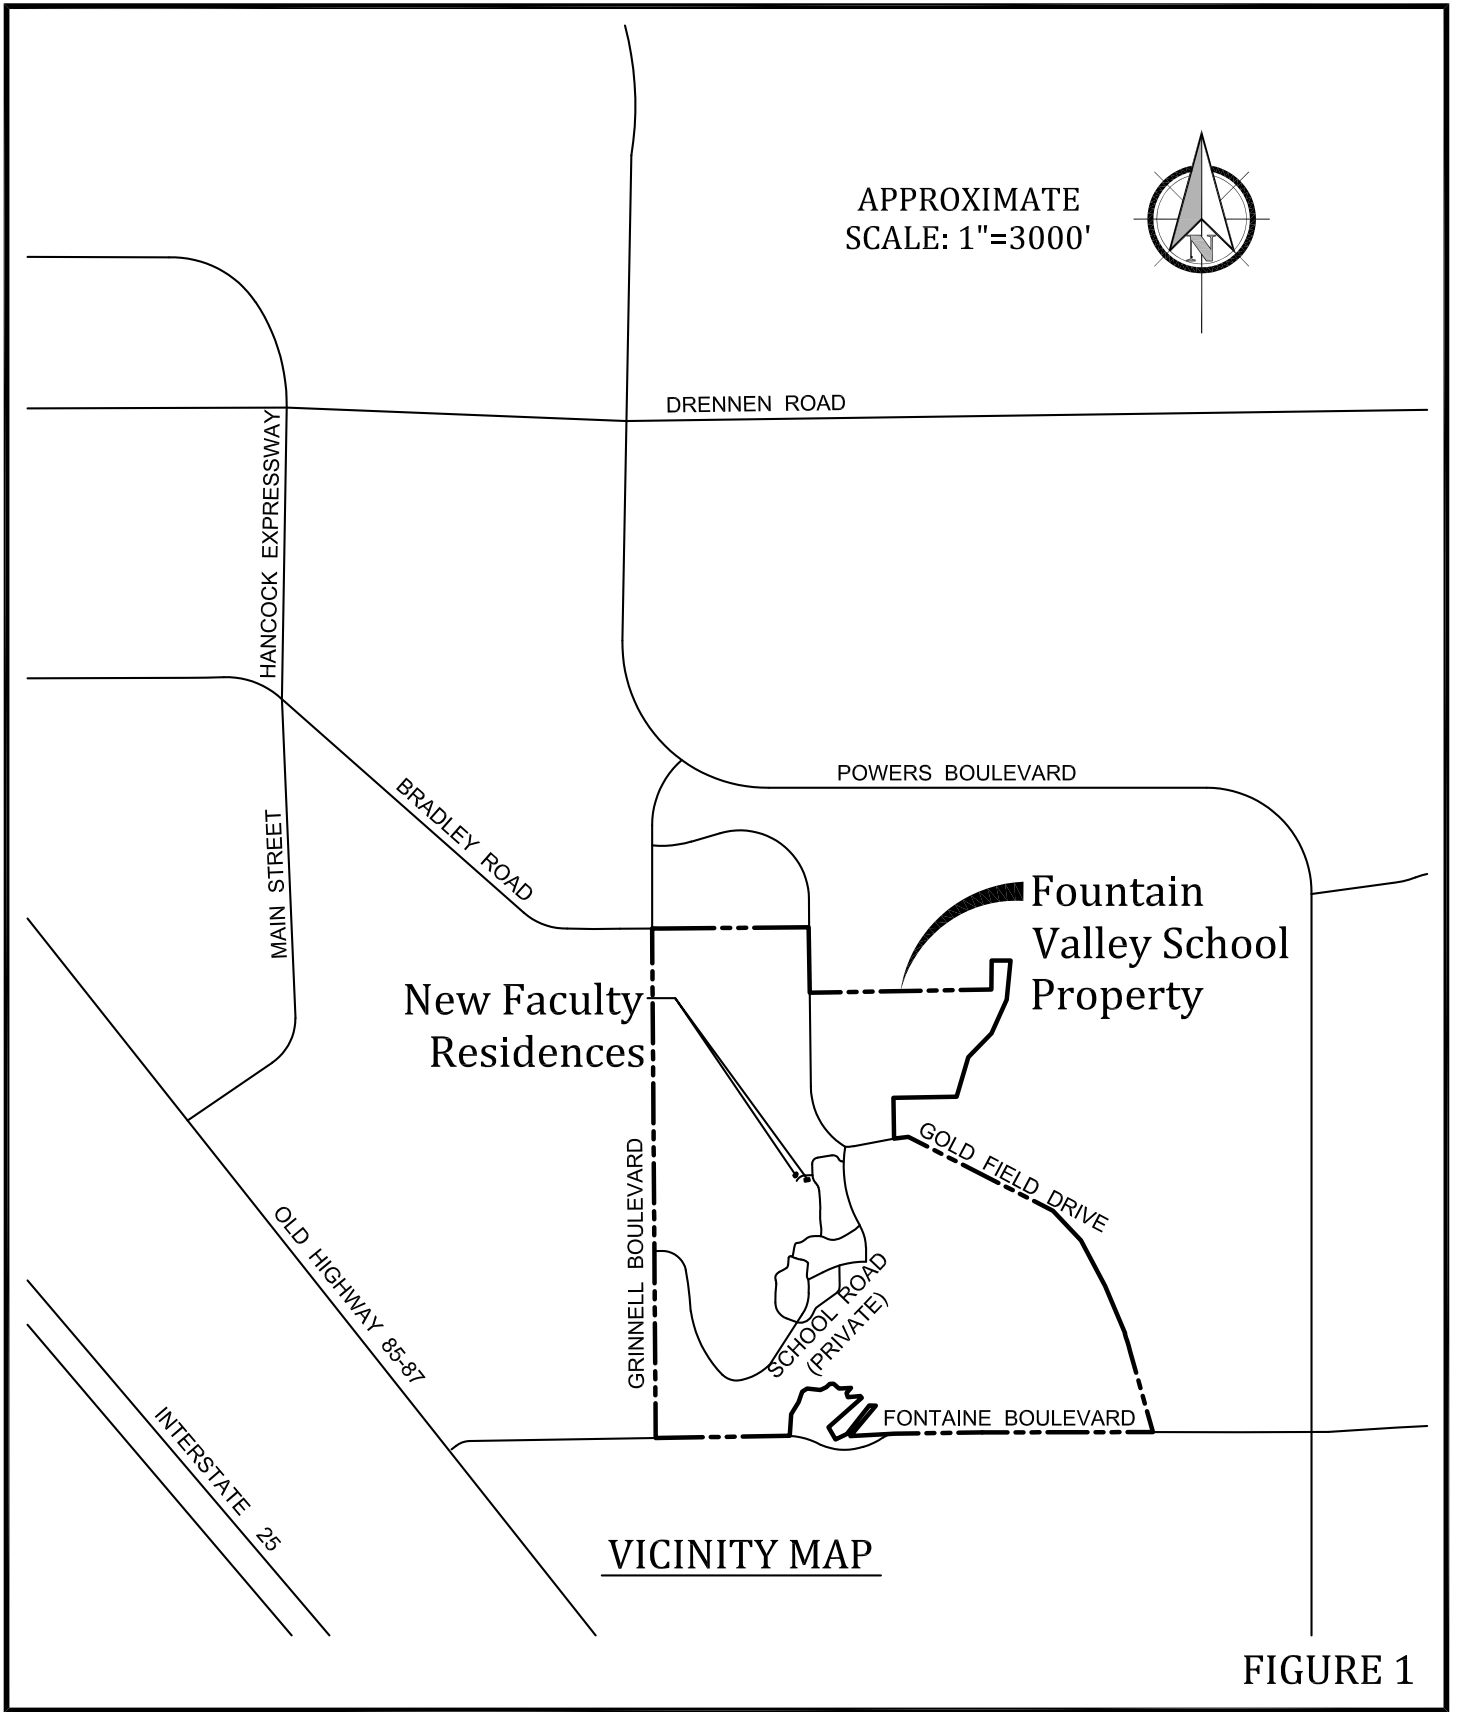 APPROXIMATE
SCALE: 1"=3000'
N
DRENNEN ROAD
HANCOCK EXPRESSWAY
POWERS BOULEVARD
BRADLEY ROAD
MAIN STREET
Fountain
Valley School
Property
New Faculty
Residences
GOLD FIELD DRIVE
GRINNELL BOULEVARD
OLD HIGHWAY 85-87
SCHOOL ROAD
(PRIVATE)
FONTAINE BOULEVARD
INTERSTATE 25
VICINITY MAP
FIGURE 1